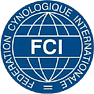 FEDERATION CYNOLOGIQUE INTERNATIONALE
FCI